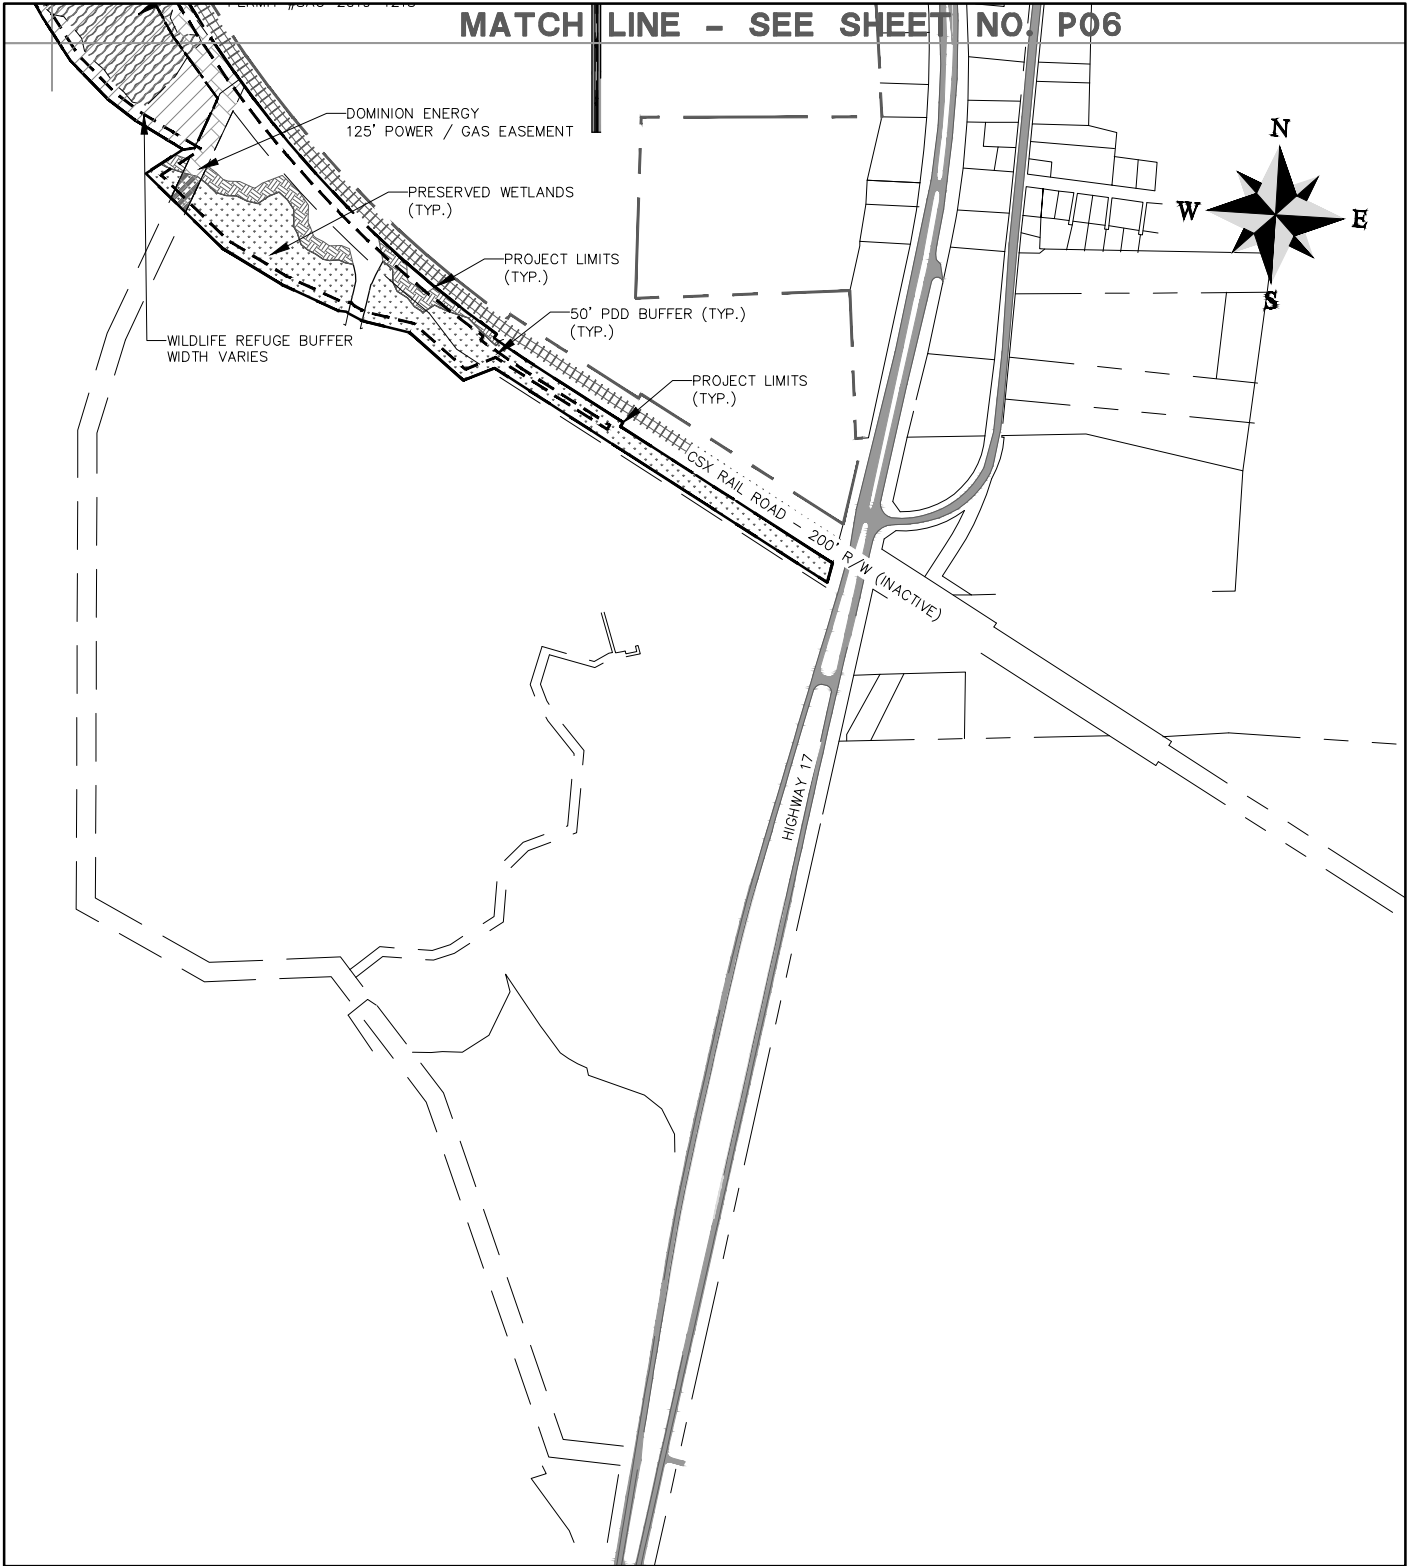 MATCH LINE - SEE SHEET NO. P06
DOMINION ENERGY
125' POWER / GAS EASEMENT
N
W
E
S
PRESERVED WETLANDS
(TYP.)
PROJECT LIMITS
(TYP.)
50' PDD BUFFER (TYP.)
(TYP.)
WILDLIFE REFUGE BUFFER
WIDTH VARIES
PROJECT LIMITS
(TYP.)
CSX RAIL ROAD - 200' R/W (INACTIVE)
HIGHWAY 17